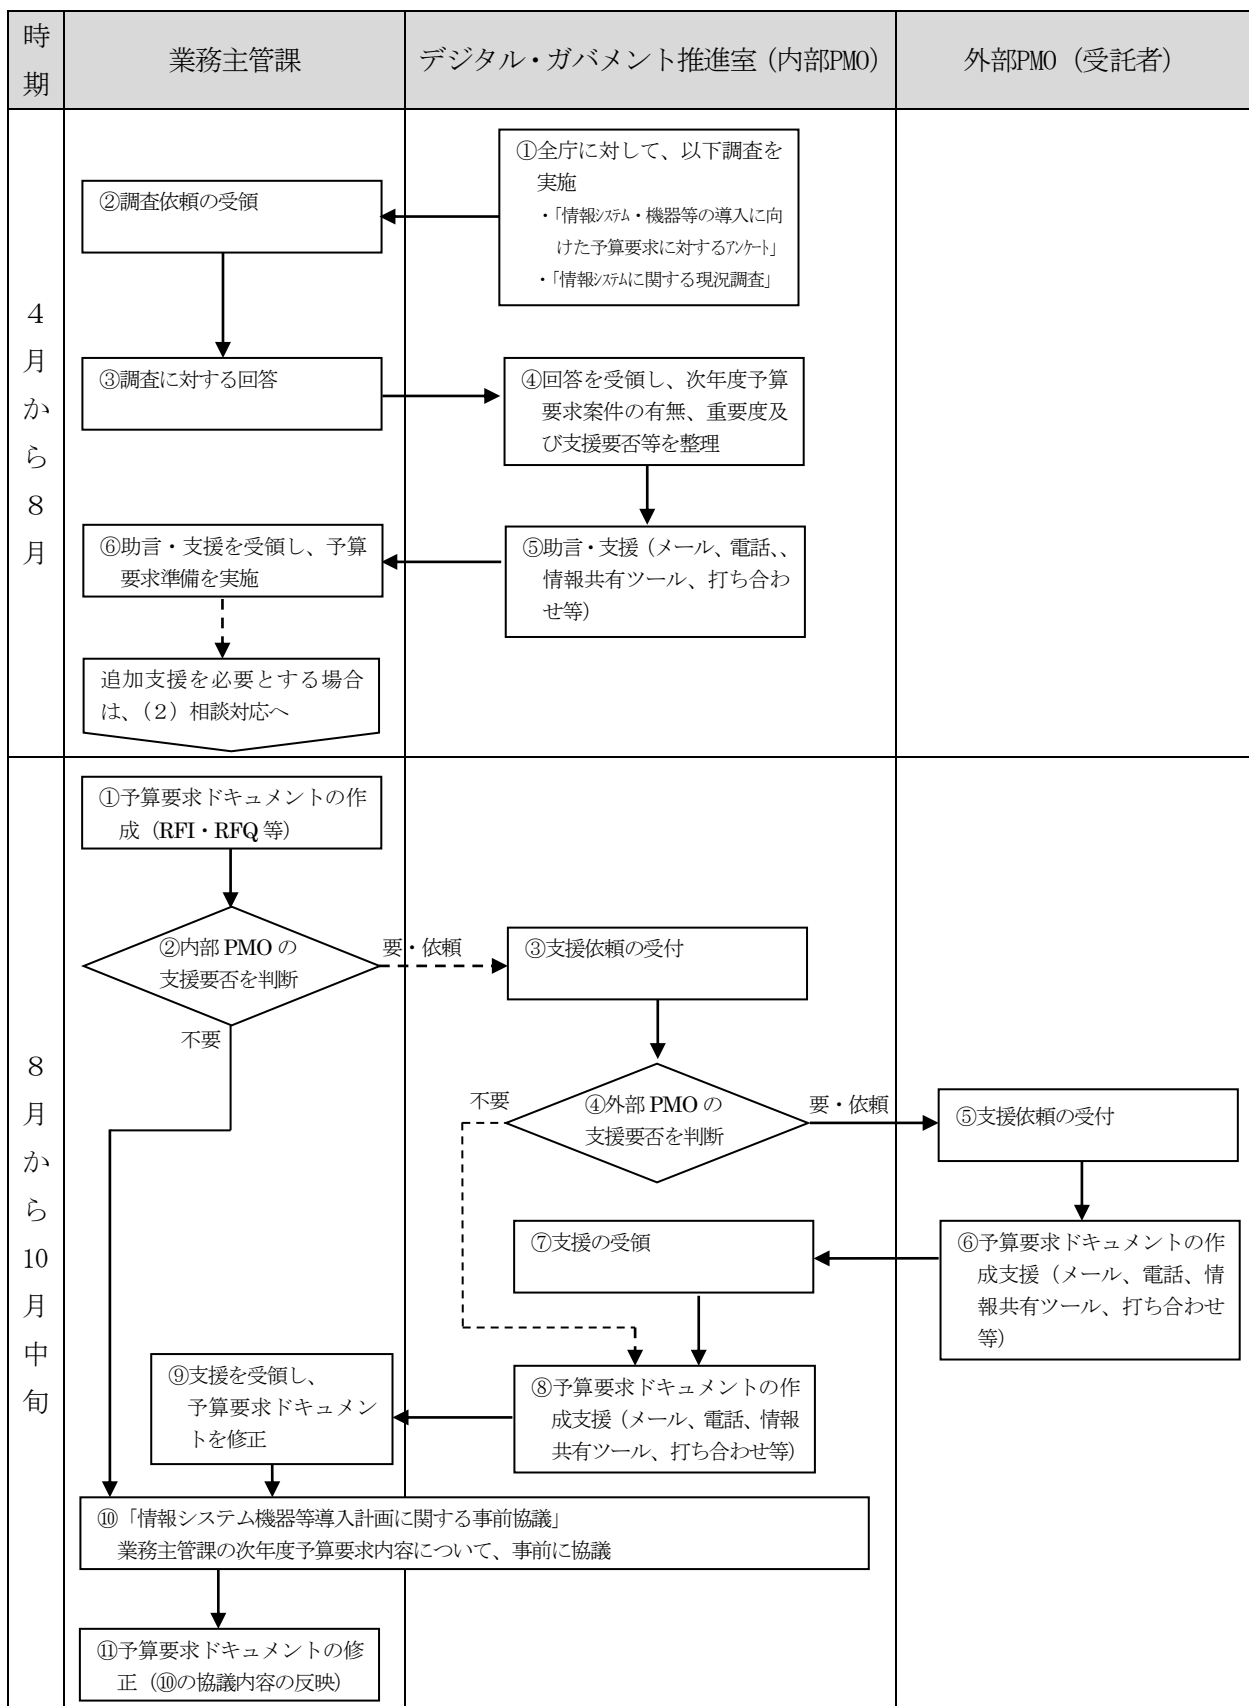 時
期
業務主管課
デジタル・ガバメント推進室（内部PMO）
外部PMO（受託者）
４
月
か
ら
８
月
①全庁に対して、以下調査を
実施
・「情報システム・機器等の導入に向
けた予算要求に対するアンケート」
・「情報システムに関する現況調査」
②調査依頼の受領
③調査に対する回答
④回答を受領し、次年度予算
要求案件の有無、重要度及
び支援要否等を整理
⑤助言・支援（メール、電話、、
情報共有ツール、打ち合わ
せ等）
⑥助言・支援を受領し、予算
要求準備を実施
追加支援を必要とする場合
は、（２）相談対応へ
８
月
か
ら
10
月
中
旬
①予算要求ドキュメントの作
成（RFI・RFQ 等）
②内部 PMO の
支援要否を判断
要・依頼
不要
③支援依頼の受付
④外部 PMO の
支援要否を判断
不要
要・依頼
⑤支援依頼の受付
⑥予算要求ドキュメントの作
成支援（メール、電話、情
報共有ツール、打ち合わせ
等）
⑦支援の受領
⑧予算要求ドキュメントの作
成支援（メール、電話、情報
共有ツール、打ち合わせ等）
⑨支援を受領し、
予算要求ドキュメン
トを修正
⑩「情報システム機器等導入計画に関する事前協議」
業務主管課の次年度予算要求内容について、事前に協議
⑪予算要求ドキュメントの修
正（⑩の協議内容の反映）